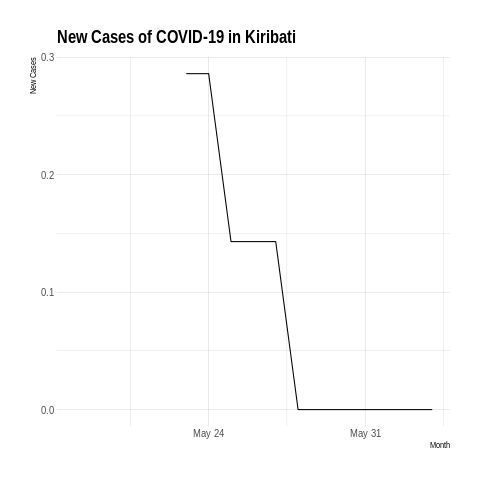 New Cases of COVID-19 in Kiribati
New Cases
0.3
0.2
0.1
0.0
May 24
May 31
Month